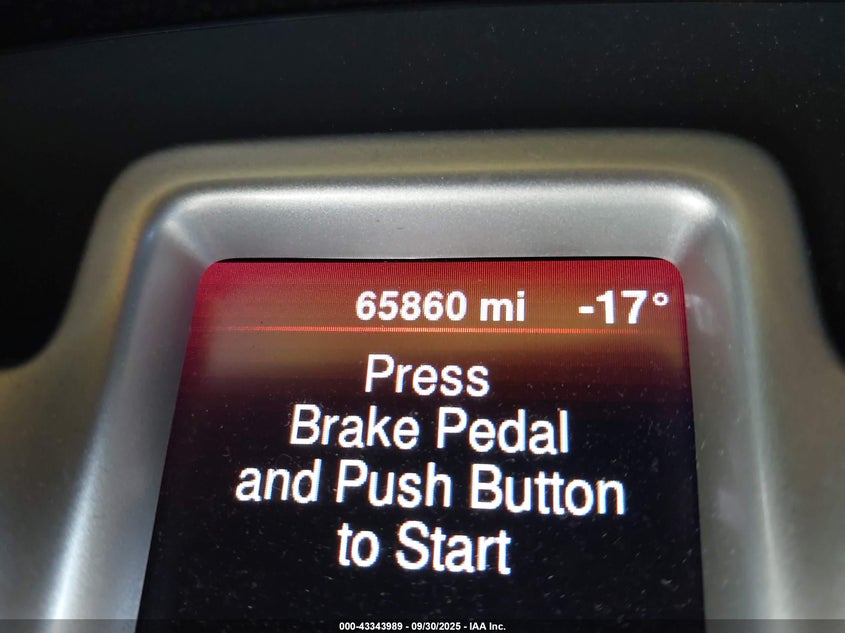 65860 mi -17°
Press
Brake Pedal
and Push Button
to Start
000-43343989 - 09/30/2025 - IAA Inc.